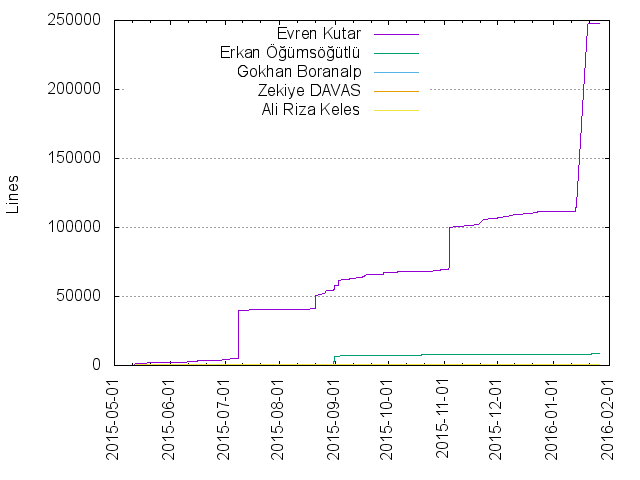 250000
200000
150000
100000
50000
0
Lines
Evren Kutar
Erkan Öğümsöğütlü
Gokhan Boranalp
Zekiye DAVAS
Ali Riza Keles
2015-05-01
2015-06-01
2015-07-01
2015-08-01
2015-09-01
2015-10-01
2015-11-01
2015-12-01
2016-01-01
2016-02-01